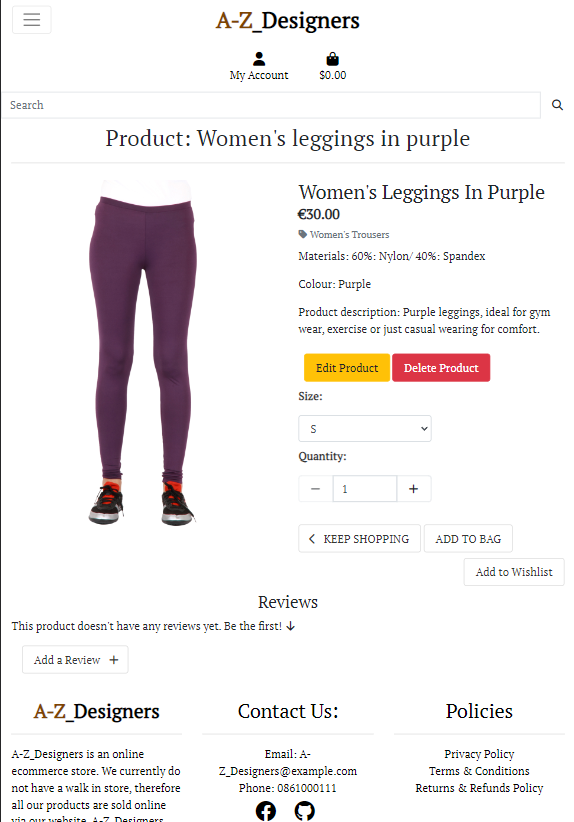 A-Z_Designers
My Account
$0.00
Search
Product: Women's leggings in purple
Women's Leggings In Purple
€30.00
Women's Trousers
Materials: 60%: Nylon/ 40%: Spandex
Colour: Purple
Product description: Purple leggings, ideal for gym
wear, exercise or just casual wearing for comfort.
Edit Product
Delete Product
Size:
S
Quantity:
1
KEEP SHOPPING
ADD TO BAG
Add to Wishlist
Reviews
This product doesn't have any reviews yet. Be the first!
Add a Review
A-Z_Designers
A-Z_Designers is an online
ecommerce store. We currently do
not have a walk in store, therefore
all our products are sold online
via our website. A-Z_Designers
Contact Us:
Email: A-
Z_Designers@example.com
Phone: 0861000111
Policies
Privacy Policy
Terms & Conditions
Returns & Refunds Policy